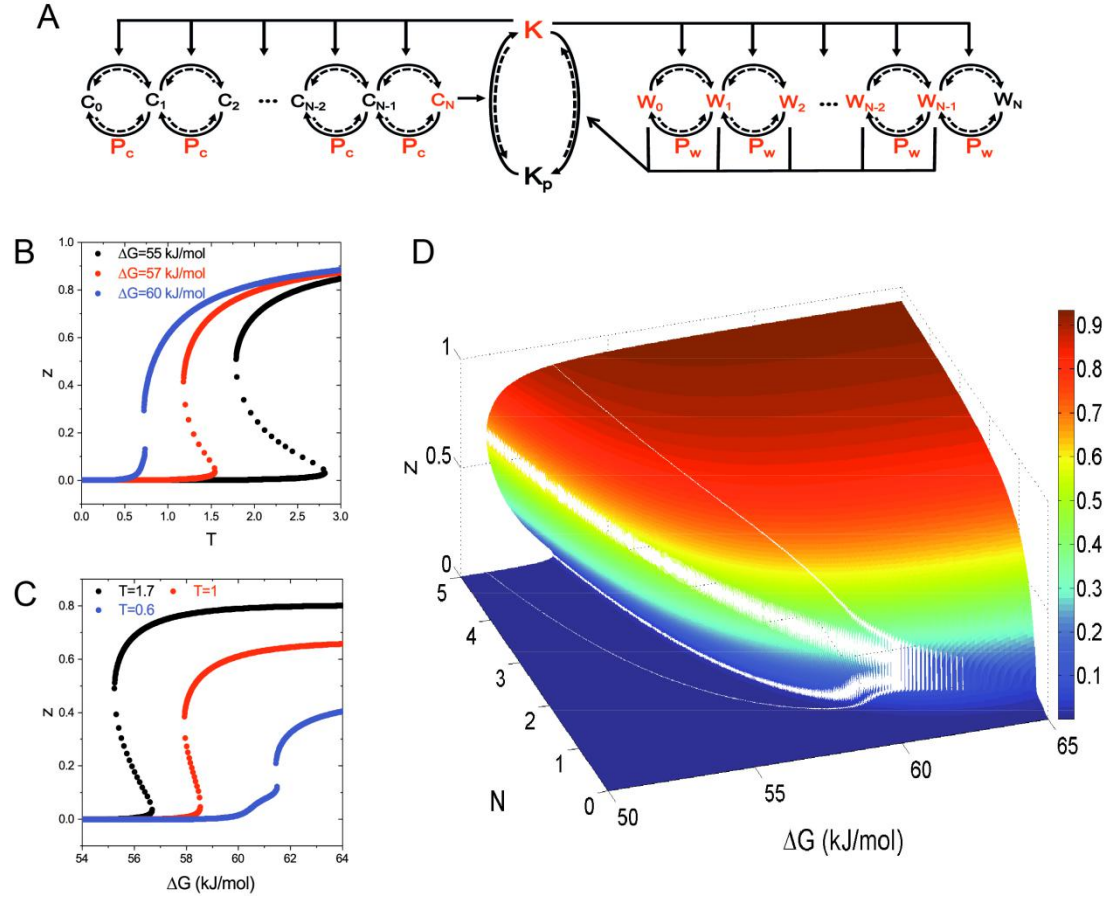 A
K
C0 C1 C2 ... CN-2 CN-1 CN
W0 W1 W2 ... WN-2 WN-1 WN
Pc Pc Pc Pc
Pw Pw Pw Pw
Kp
B
ΔG=55 kJ/mol
ΔG=57 kJ/mol
ΔG=60 kJ/mol
1.0
0.8
0.6
0.4
0.2
0.0
z
0.0 0.5 1.0 1.5 2.0 2.5 3.0
T
C
T=1.7 T=1
T=0.6
0.8
0.6
0.4
0.2
0.0
z
54 56 58 60 62 64
ΔG (kJ/mol)
D
1
0.5
0
z
5
4
3
2
1
0
N
50 55 60 65
ΔG (kJ/mol)
0.9
0.8
0.7
0.6
0.5
0.4
0.3
0.2
0.1